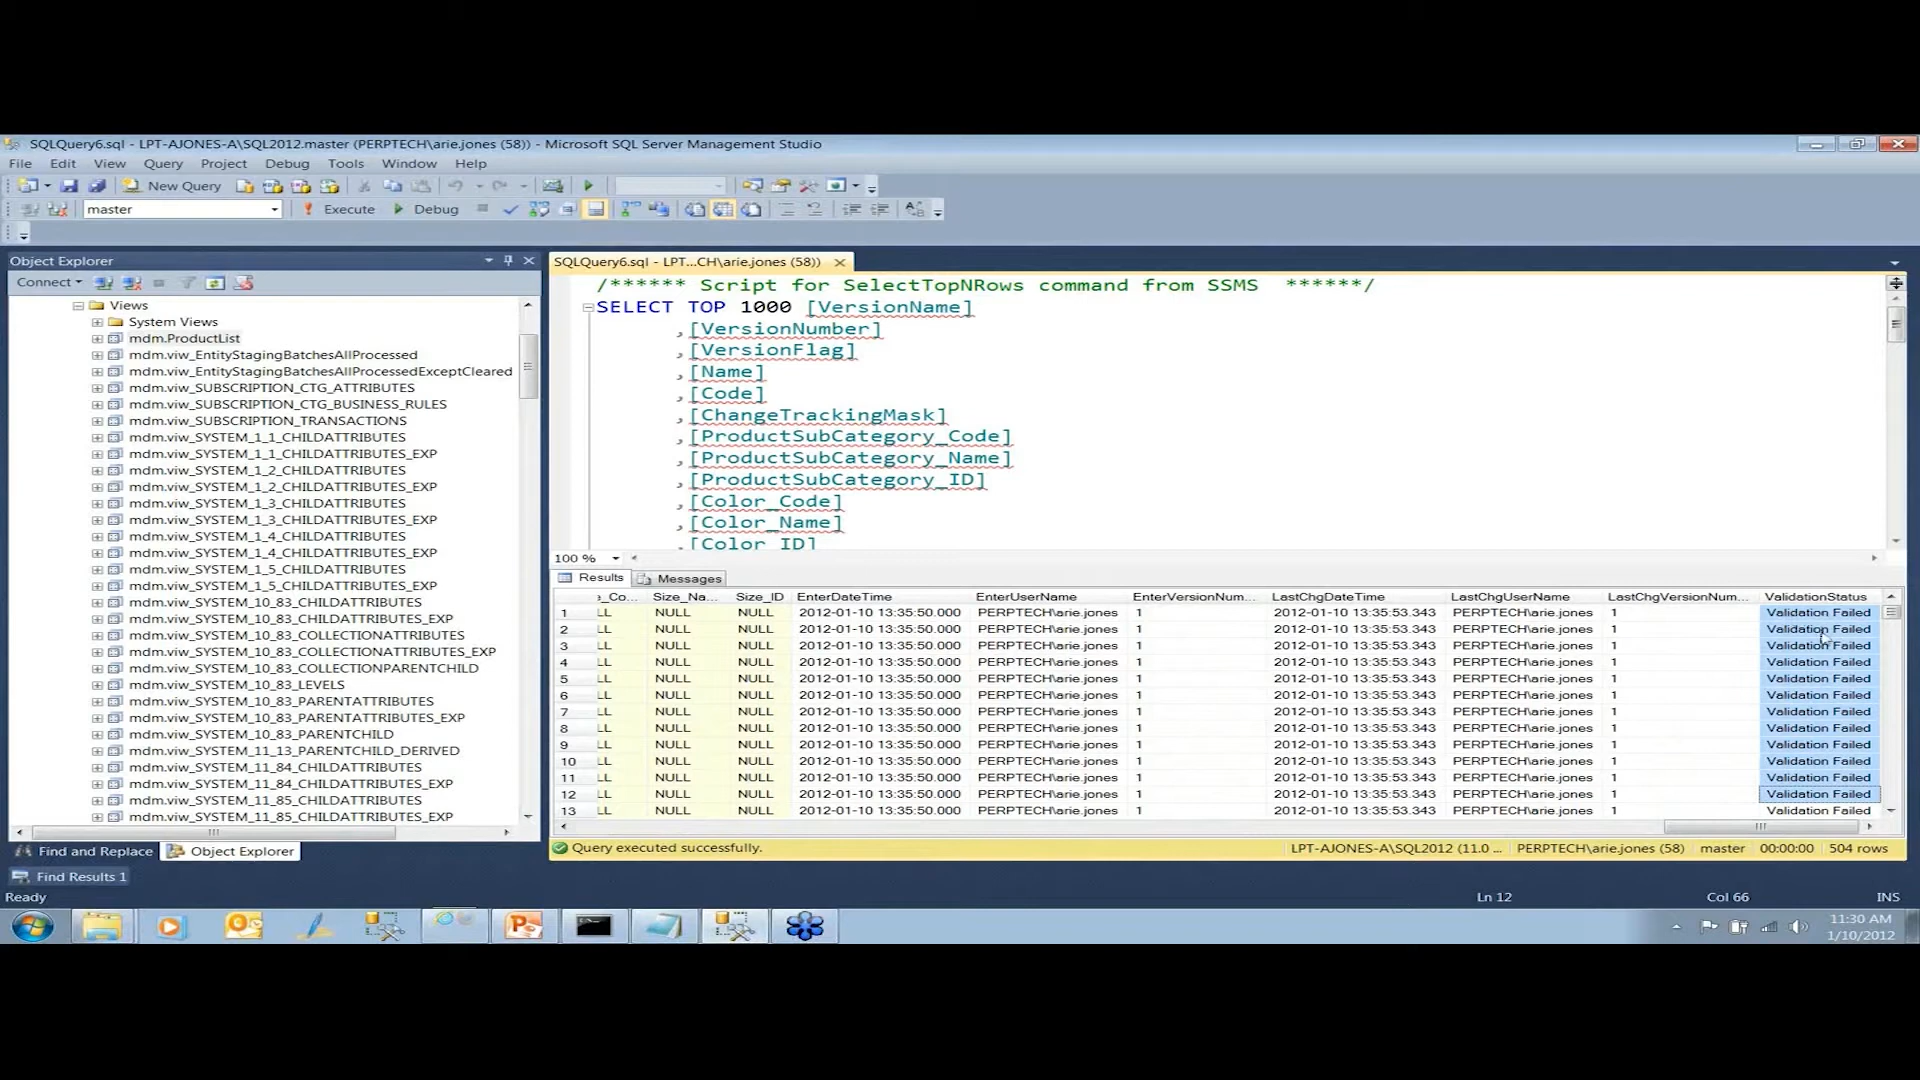 SQLQuery6.sql - LPT-AJONES-A\SQL2012.master (PERPTECH\arie.jones (58)) - Microsoft SQL Server Management Studio
File Edit View Query Project Debug Tools Window Help
New Query
master Execute Debug
Object Explorer
Connect
Views
System Views
mdm.ProductList
mdm.viw_EntityStagingBatchesAllProcessed
mdm.viw_EntityStagingBatchesAllProcessedExceptCleared
mdm.viw_SUBSCRIPTION_CTG_ATTRIBUTES
mdm.viw_SUBSCRIPTION_CTG_BUSINESS_RULES
mdm.viw_SUBSCRIPTION_TRANSACTIONS
mdm.viw_SYSTEM_1_1_CHILDATTRIBUTES
mdm.viw_SYSTEM_1_1_CHILDATTRIBUTES_EXP
mdm.viw_SYSTEM_1_2_CHILDATTRIBUTES
mdm.viw_SYSTEM_1_2_CHILDATTRIBUTES_EXP
mdm.viw_SYSTEM_1_3_CHILDATTRIBUTES
mdm.viw_SYSTEM_1_3_CHILDATTRIBUTES_EXP
mdm.viw_SYSTEM_1_4_CHILDATTRIBUTES
mdm.viw_SYSTEM_1_4_CHILDATTRIBUTES_EXP
mdm.viw_SYSTEM_1_5_CHILDATTRIBUTES
mdm.viw_SYSTEM_1_5_CHILDATTRIBUTES_EXP
mdm.viw_SYSTEM_10_83_CHILDATTRIBUTES
mdm.viw_SYSTEM_10_83_CHILDATTRIBUTES_EXP
mdm.viw_SYSTEM_10_83_COLLECTIONATTRIBUTES
mdm.viw_SYSTEM_10_83_COLLECTIONATTRIBUTES_EXP
mdm.viw_SYSTEM_10_83_COLLECTIONPARENTCHILD
mdm.viw_SYSTEM_10_83_LEVELS
mdm.viw_SYSTEM_10_83_PARENTATTRIBUTES
mdm.viw_SYSTEM_10_83_PARENTATTRIBUTES_EXP
mdm.viw_SYSTEM_10_83_PARENTCHILD
mdm.viw_SYSTEM_11_13_PARENTCHILD_DERIVED
mdm.viw_SYSTEM_11_84_CHILDATTRIBUTES
mdm.viw_SYSTEM_11_84_CHILDATTRIBUTES_EXP
mdm.viw_SYSTEM_11_85_CHILDATTRIBUTES
mdm.viw_SYSTEM_11_85_CHILDATTRIBUTES_EXP
Find and Replace Object Explorer
Find Results 1
SQLQuery6.sql - LPT...CH\arie.jones (58))
/****** Script for SelectTopNRows command from SSMS ******/
SELECT TOP 1000 [VersionName]
,[VersionNumber]
,[VersionFlag]
,[Name]
,[Code]
,[ChangeTrackingMask]
,[ProductSubCategory_Code]
,[ProductSubCategory_Name]
,[ProductSubCategory_ID]
,[Color_Code]
,[Color_Name]
,[Color_ID]
100 %
Results Messages
_Co... Size_Na... Size_ID EnterDateTime EnterUserName EnterVersionNum... LastChgDateTime LastChgUserName LastChgVersionNum... ValidationStatus
1 LL NULL NULL 2012-01-10 13:35:50.000 PERPTECH\arie.jones 1 2012-01-10 13:35:53.343 PERPTECH\arie.jones 1 Validation Failed
2 LL NULL NULL 2012-01-10 13:35:50.000 PERPTECH\arie.jones 1 2012-01-10 13:35:53.343 PERPTECH\arie.jones 1 Validation Failed
3 LL NULL NULL 2012-01-10 13:35:50.000 PERPTECH\arie.jones 1 2012-01-10 13:35:53.343 PERPTECH\arie.jones 1 Validation Failed
4 LL NULL NULL 2012-01-10 13:35:50.000 PERPTECH\arie.jones 1 2012-01-10 13:35:53.343 PERPTECH\arie.jones 1 Validation Failed
5 LL NULL NULL 2012-01-10 13:35:50.000 PERPTECH\arie.jones 1 2012-01-10 13:35:53.343 PERPTECH\arie.jones 1 Validation Failed
6 LL NULL NULL 2012-01-10 13:35:50.000 PERPTECH\arie.jones 1 2012-01-10 13:35:53.343 PERPTECH\arie.jones 1 Validation Failed
7 LL NULL NULL 2012-01-10 13:35:50.000 PERPTECH\arie.jones 1 2012-01-10 13:35:53.343 PERPTECH\arie.jones 1 Validation Failed
8 LL NULL NULL 2012-01-10 13:35:50.000 PERPTECH\arie.jones 1 2012-01-10 13:35:53.343 PERPTECH\arie.jones 1 Validation Failed
9 LL NULL NULL 2012-01-10 13:35:50.000 PERPTECH\arie.jones 1 2012-01-10 13:35:53.343 PERPTECH\arie.jones 1 Validation Failed
10 LL NULL NULL 2012-01-10 13:35:50.000 PERPTECH\arie.jones 1 2012-01-10 13:35:53.343 PERPTECH\arie.jones 1 Validation Failed
11 LL NULL NULL 2012-01-10 13:35:50.000 PERPTECH\arie.jones 1 2012-01-10 13:35:53.343 PERPTECH\arie.jones 1 Validation Failed
12 LL NULL NULL 2012-01-10 13:35:50.000 PERPTECH\arie.jones 1 2012-01-10 13:35:53.343 PERPTECH\arie.jones 1 Validation Failed
13 LL NULL NULL 2012-01-10 13:35:50.000 PERPTECH\arie.jones 1 2012-01-10 13:35:53.343 PERPTECH\arie.jones 1 Validation Failed
Query executed successfully. LPT-AJONES-A\SQL2012 (11.0 ... PERPTECH\arie.jones (58) master 00:00:00 504 rows
Ready Ln 12 Col 66 INS
11:30 AM
1/10/2012